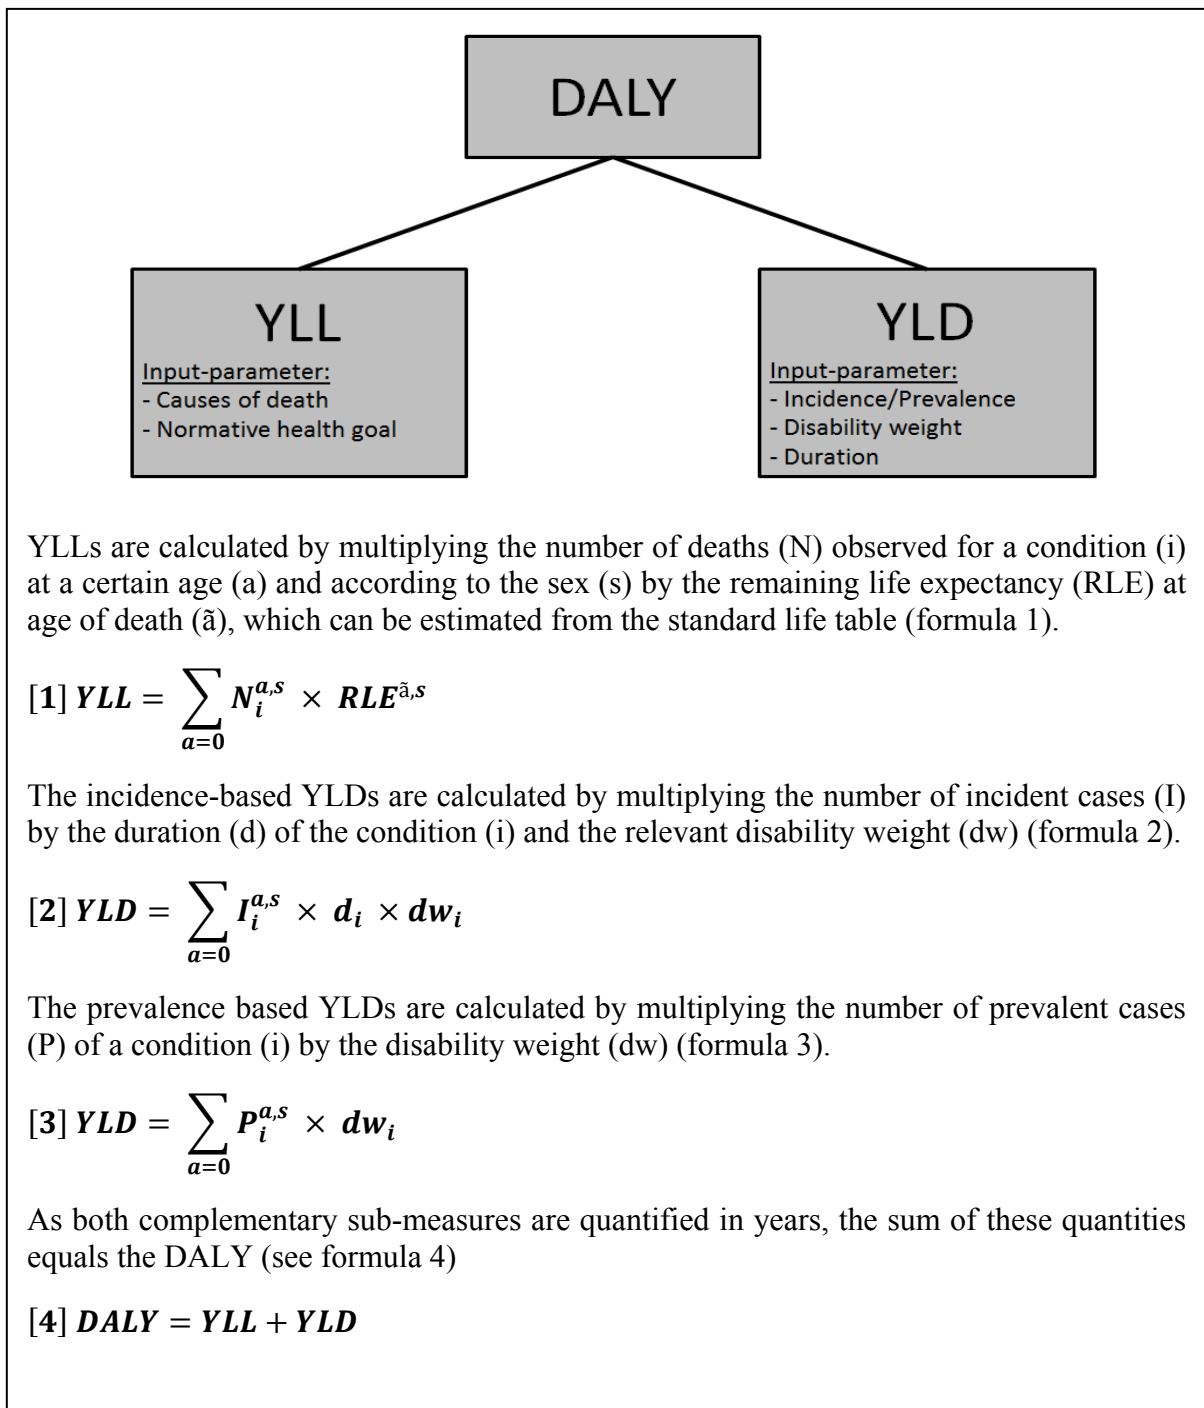 DALY
YLL
Input-parameter:
- Causes of death
- Normative health goal
YLD
Input-parameter:
- Incidence/Prevalence
- Disability weight
- Duration
YLLs are calculated by multiplying the number of deaths (N) observed for a condition (i)
at a certain age (a) and according to the sex (s) by the remaining life expectancy (RLE) at
age of death (ã), which can be estimated from the standard life table (formula 1).
[1] YLL = ∑_{a=0} N_i^{a,s} × RLE^{ã,s}
The incidence-based YLDs are calculated by multiplying the number of incident cases (I)
by the duration (d) of the condition (i) and the relevant disability weight (dw) (formula 2).
[2] YLD = ∑_{a=0} I_i^{a,s} × d_i × dw_i
The prevalence based YLDs are calculated by multiplying the number of prevalent cases
(P) of a condition (i) by the disability weight (dw) (formula 3).
[3] YLD = ∑_{a=0} P_i^{a,s} × dw_i
As both complementary sub-measures are quantified in years, the sum of these quantities
equals the DALY (see formula 4)
[4] DALY = YLL + YLD